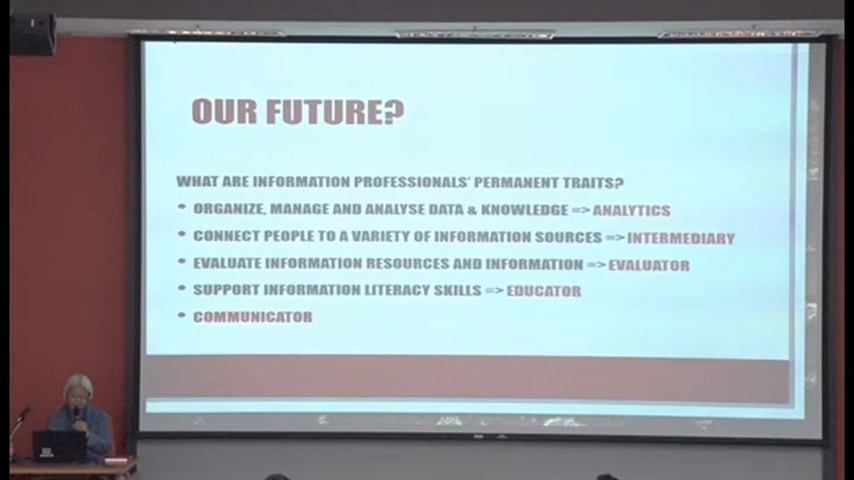 OUR FUTURE?
WHAT ARE INFORMATION PROFESSIONALS' PERMANENT TRAITS?
• ORGANIZE, MANAGE AND ANALYSE DATA & KNOWLEDGE => ANALYTICS
• CONNECT PEOPLE TO A VARIETY OF INFORMATION SOURCES => INTERMEDIARY
• EVALUATE INFORMATION RESOURCES AND INFORMATION => EVALUATOR
• SUPPORT INFORMATION LITERACY SKILLS => EDUCATOR
• COMMUNICATOR